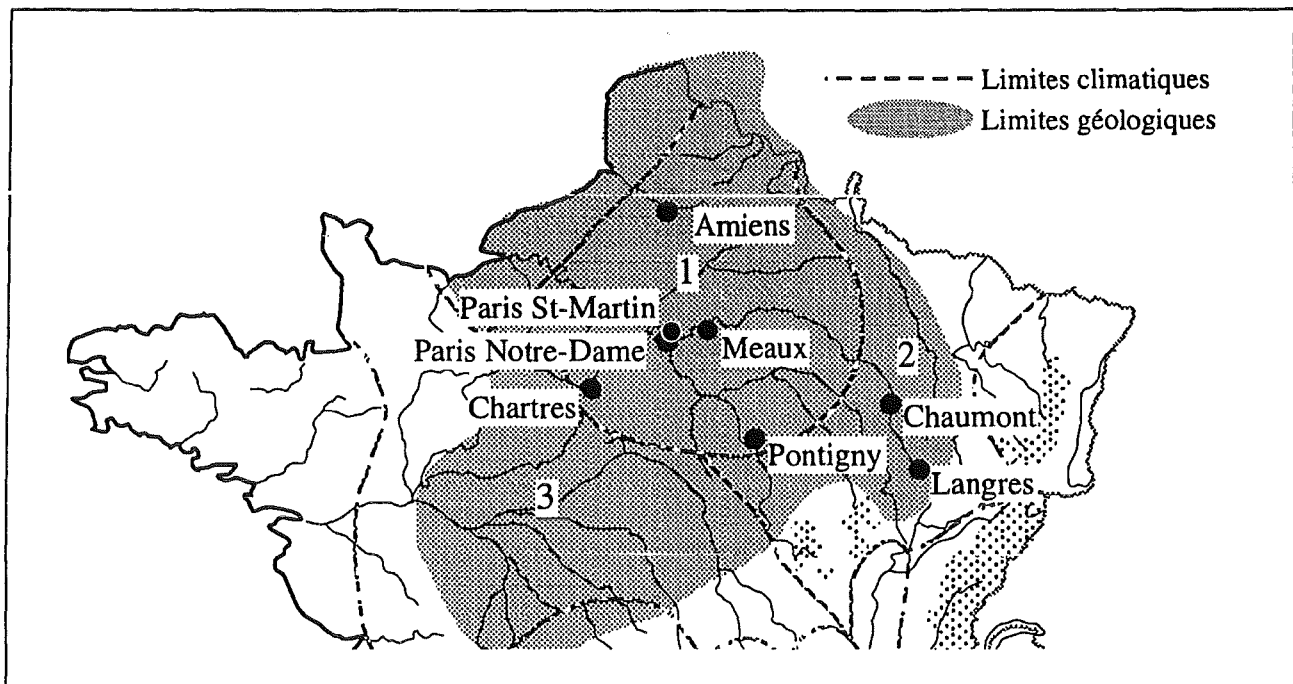 Limites climatiques
Limites géologiques
Amiens
1
Paris St-Martin
Paris Notre-Dame
Meaux
2
Chartres
Chaumont
Pontigny
Langres
3